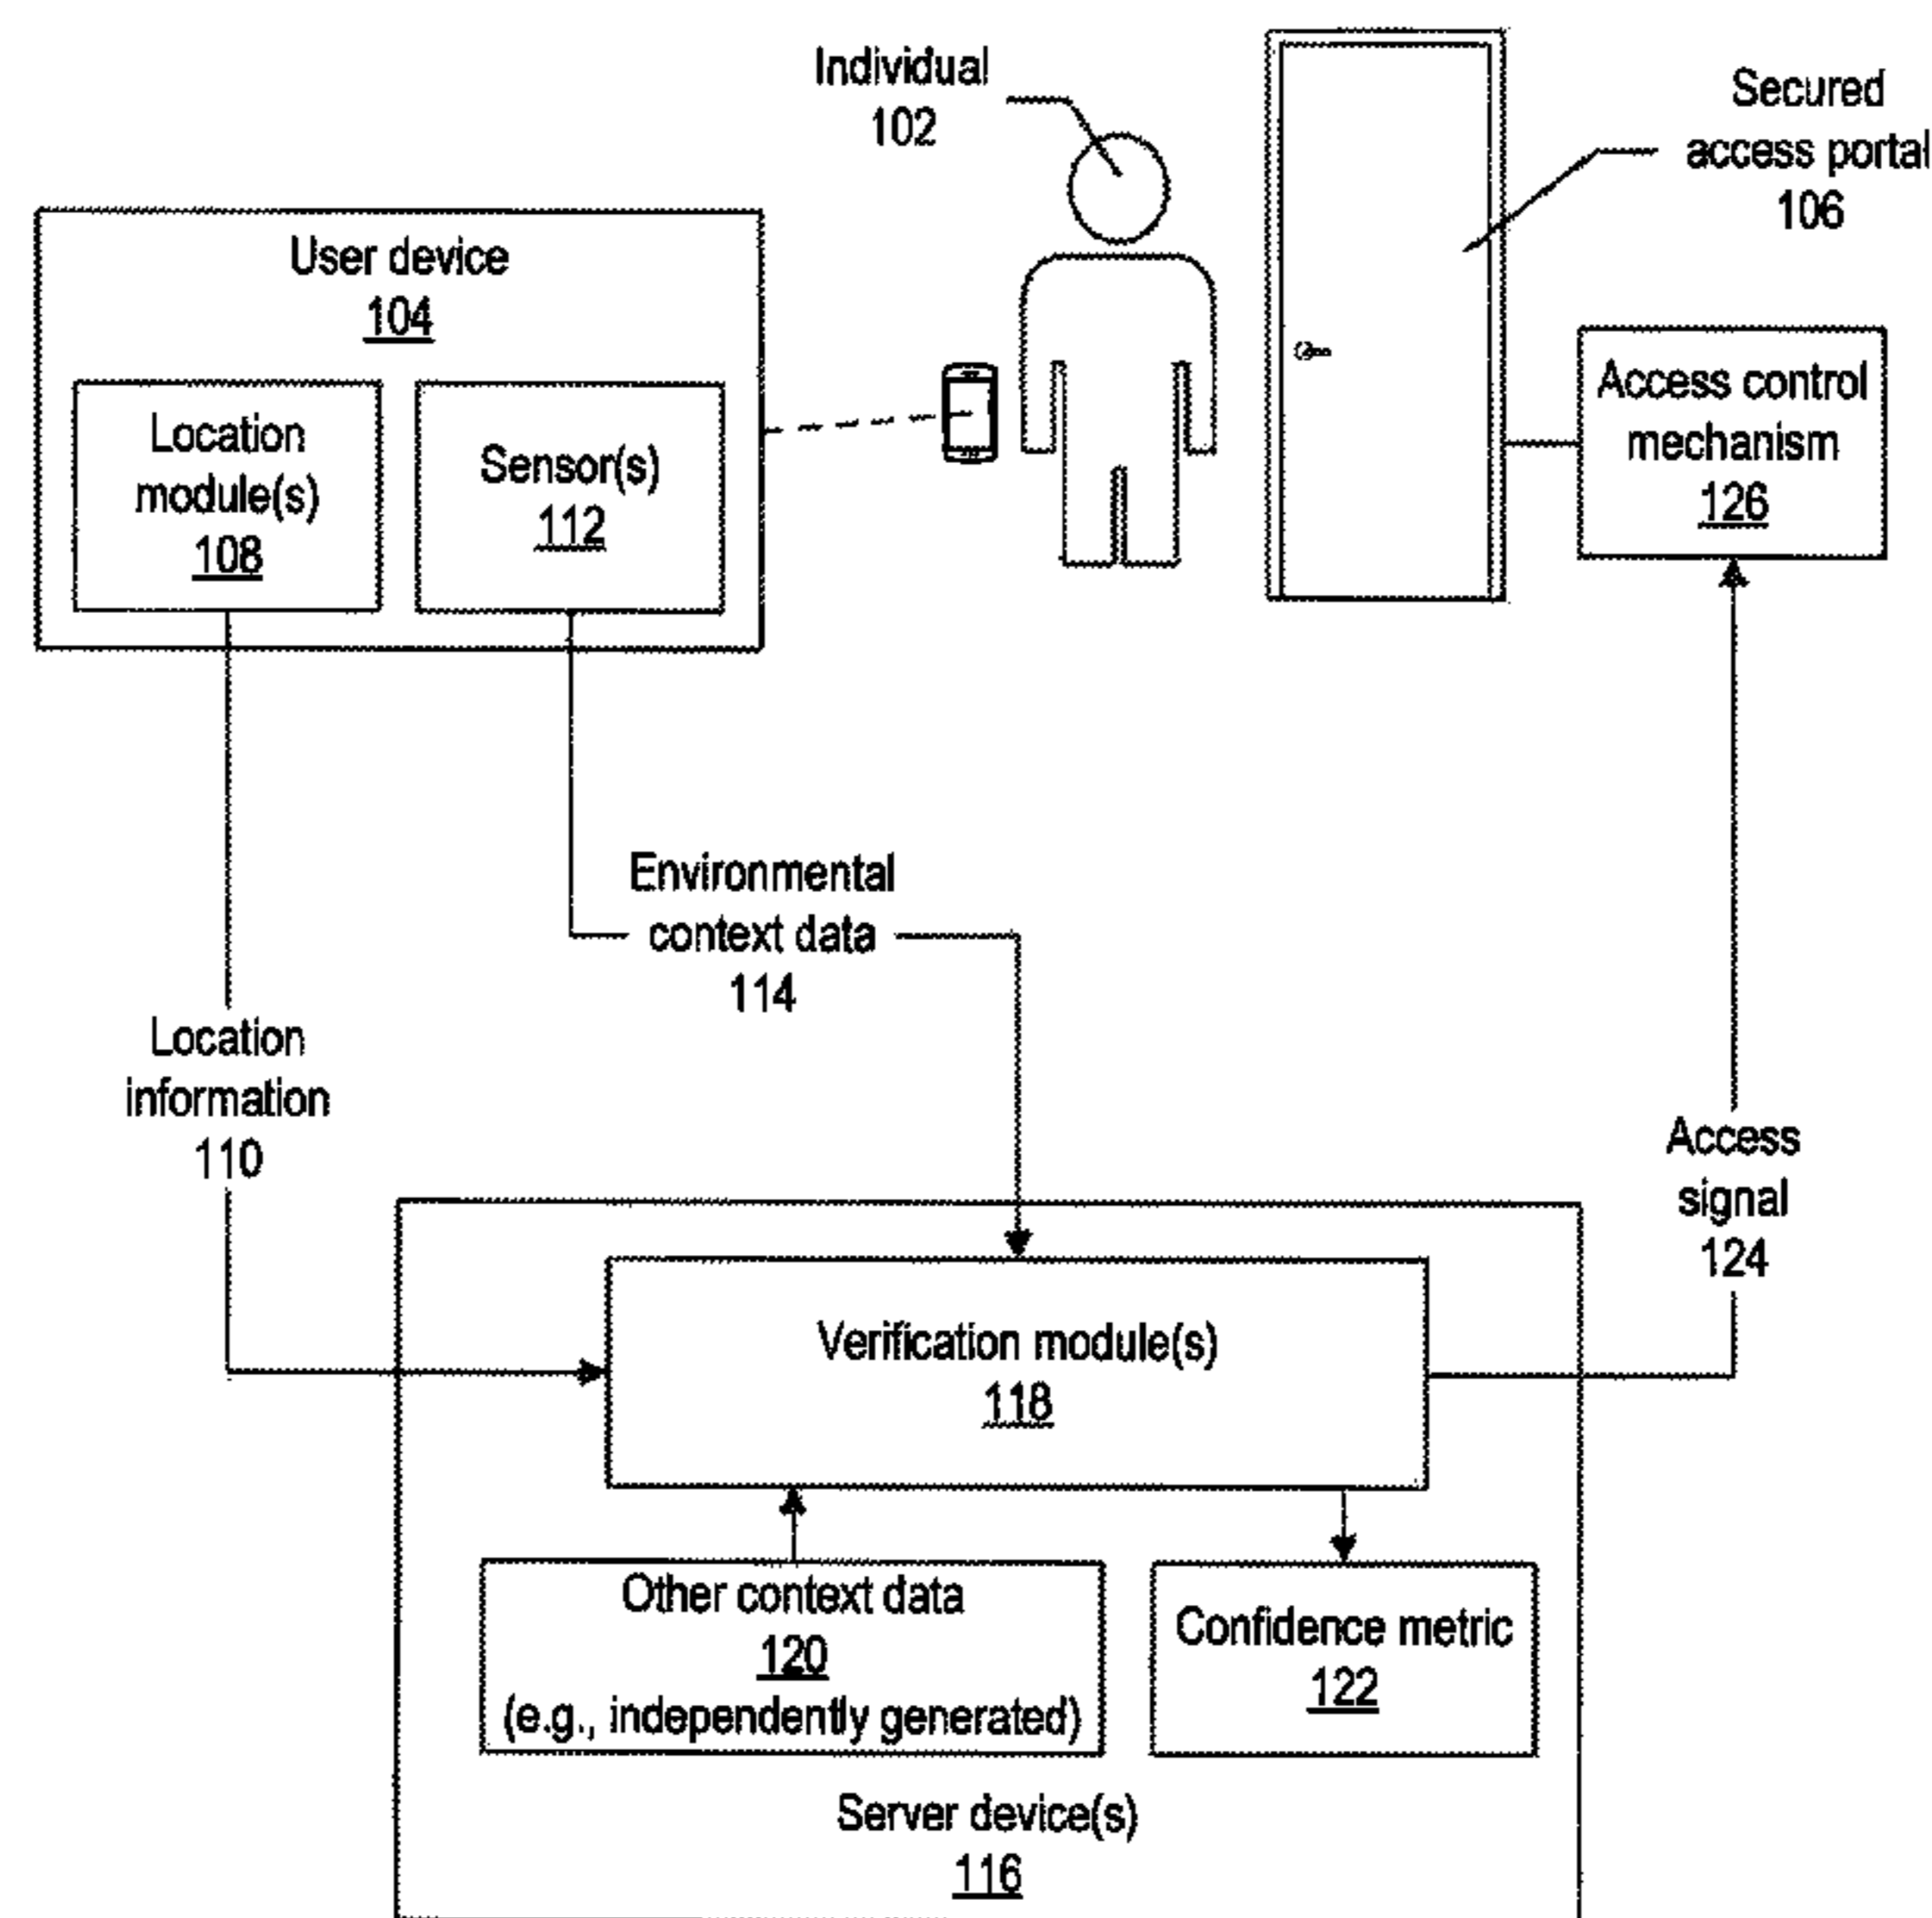 Individual
102
Secured
access portal
106
User device
104
Location
module(s)
108
Sensor(s)
112
Access control
mechanism
126
Environmental
context data
114
Location
information
110
Access
signal
124
Verification module(s)
118
Other context data
120
(e.g., independently generated)
Confidence metric
122
Server device(s)
116